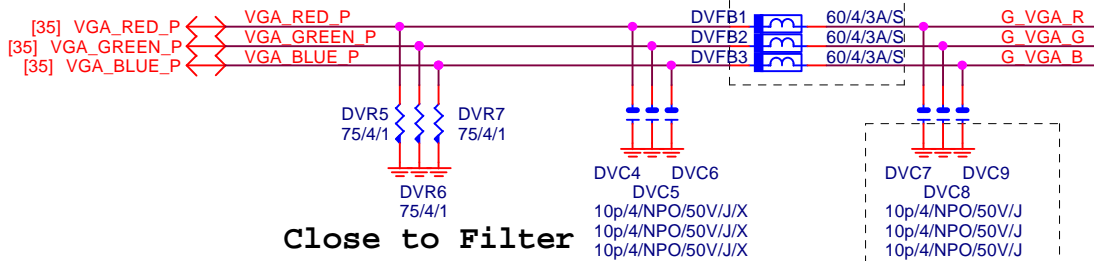 [35] VGA_RED_P VGA_RED_P DVFB1 60/4/3A/S G_VGA_R
[35] VGA_GREEN_P VGA_GREEN_P DVFB2 60/4/3A/S G_VGA_G
[35] VGA_BLUE_P VGA_BLUE_P DVFB3 60/4/3A/S G_VGA_B
DVR5 DVR7
75/4/1 75/4/1
DVC4 DVC6 DVC7 DVC9
DVR6 DVC5 DVC8
75/4/1 10p/4/NPO/50V/J/X 10p/4/NPO/50V/J
10p/4/NPO/50V/J/X 10p/4/NPO/50V/J
Close to Filter 10p/4/NPO/50V/J/X 10p/4/NPO/50V/J